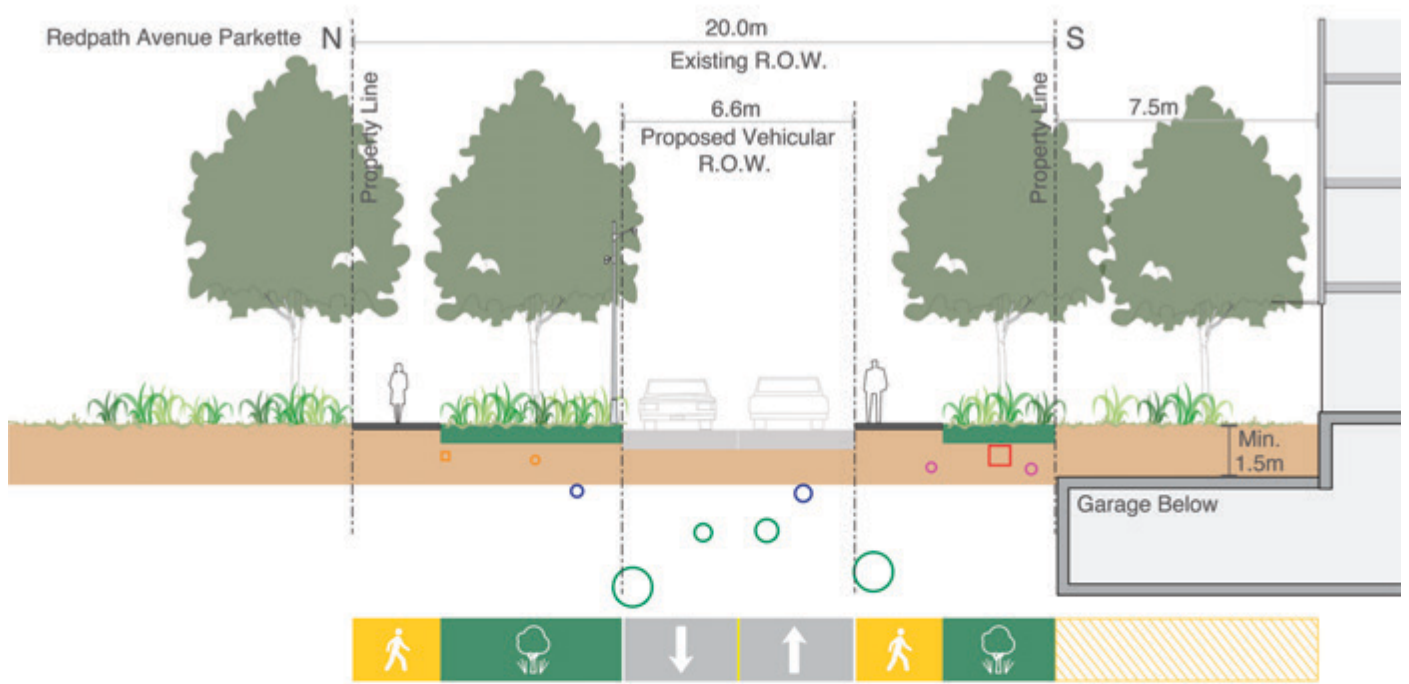 Redpath Avenue Parkette
N
20.0m
S
Existing R.O.W.
6.6m
7.5m
Proposed Vehicular
R.O.W.
Property Line
Property Line
Min.
1.5m
Garage Below